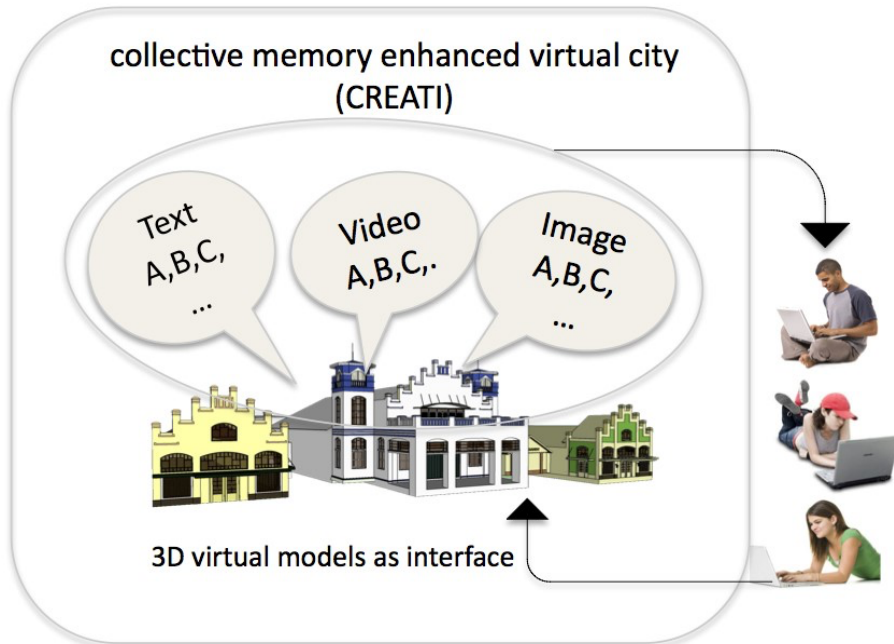 collective memory enhanced virtual city
(CREATI)
Text
A,B,C,
...
Video
A,B,C,.
Image
A,B,C,
...
3D virtual models as interface